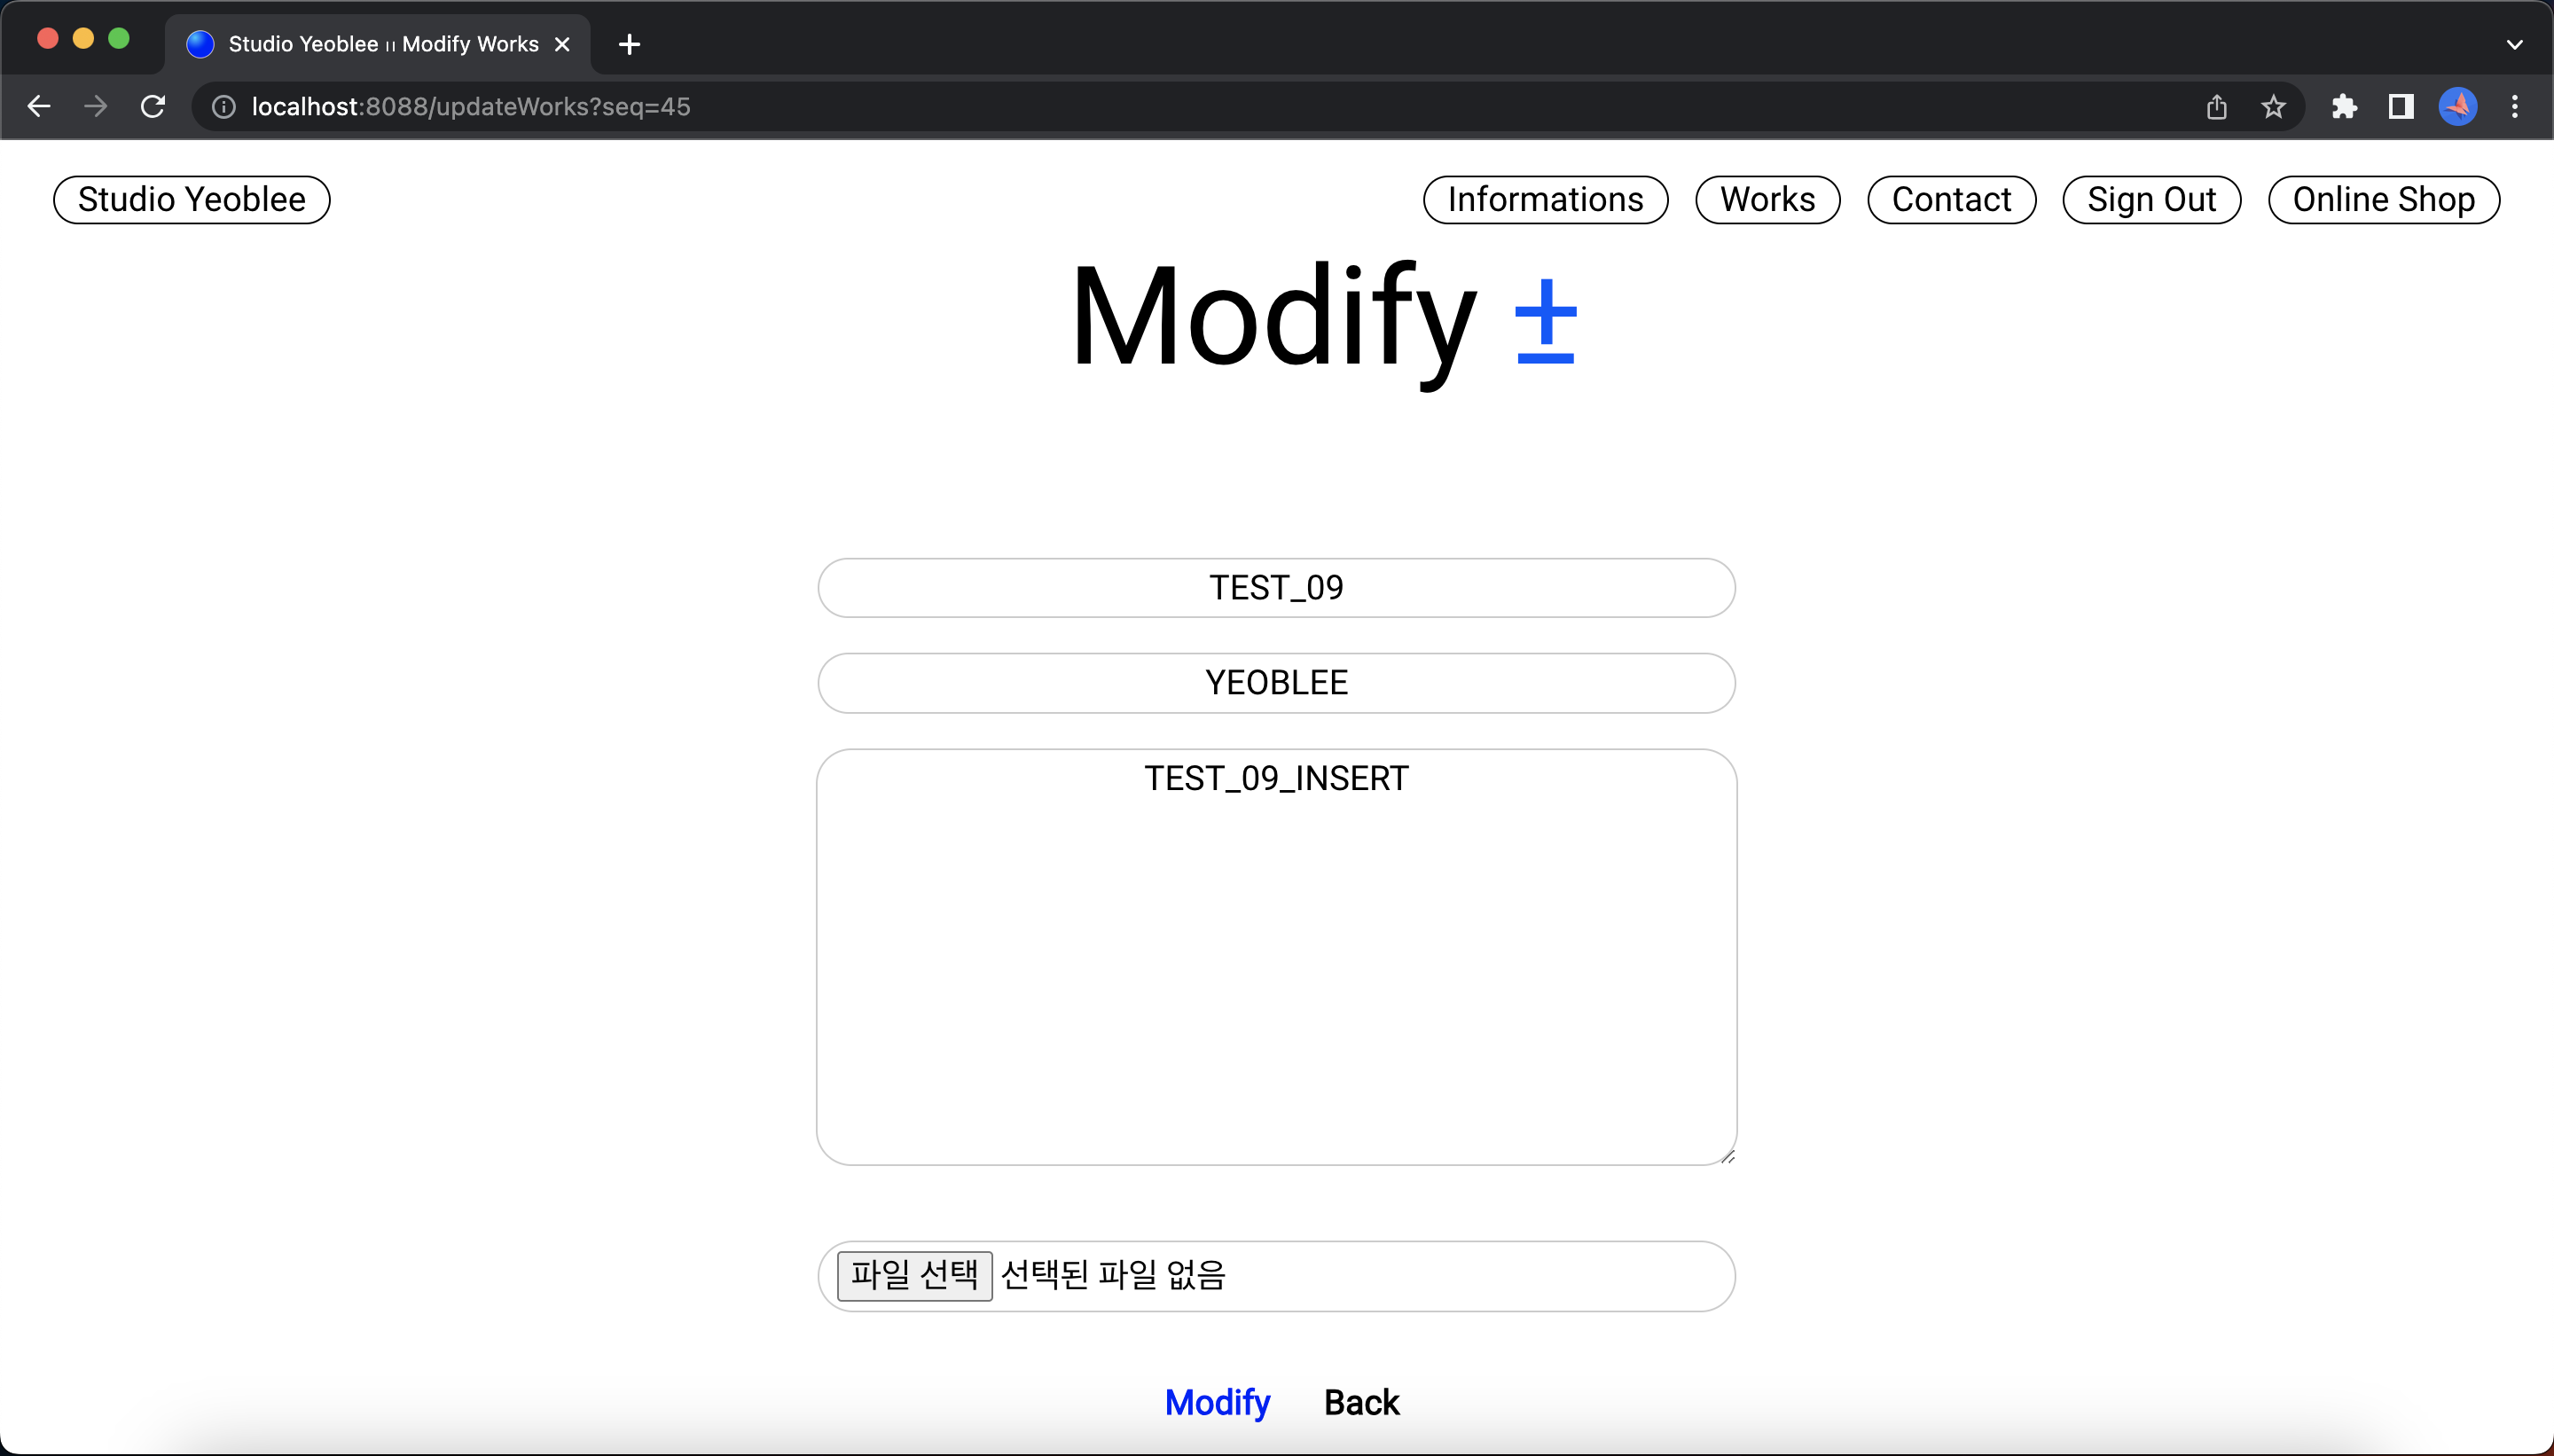 Studio Yeoblee ıı Modify Works
localhost:8088/updateWorks?seq=45
Studio Yeoblee
Informations
Works
Contact
Sign Out
Online Shop
Modify ±
TEST_09
YEOBLEE
TEST_09_INSERT
파일 선택 선택된 파일 없음
Modify Back